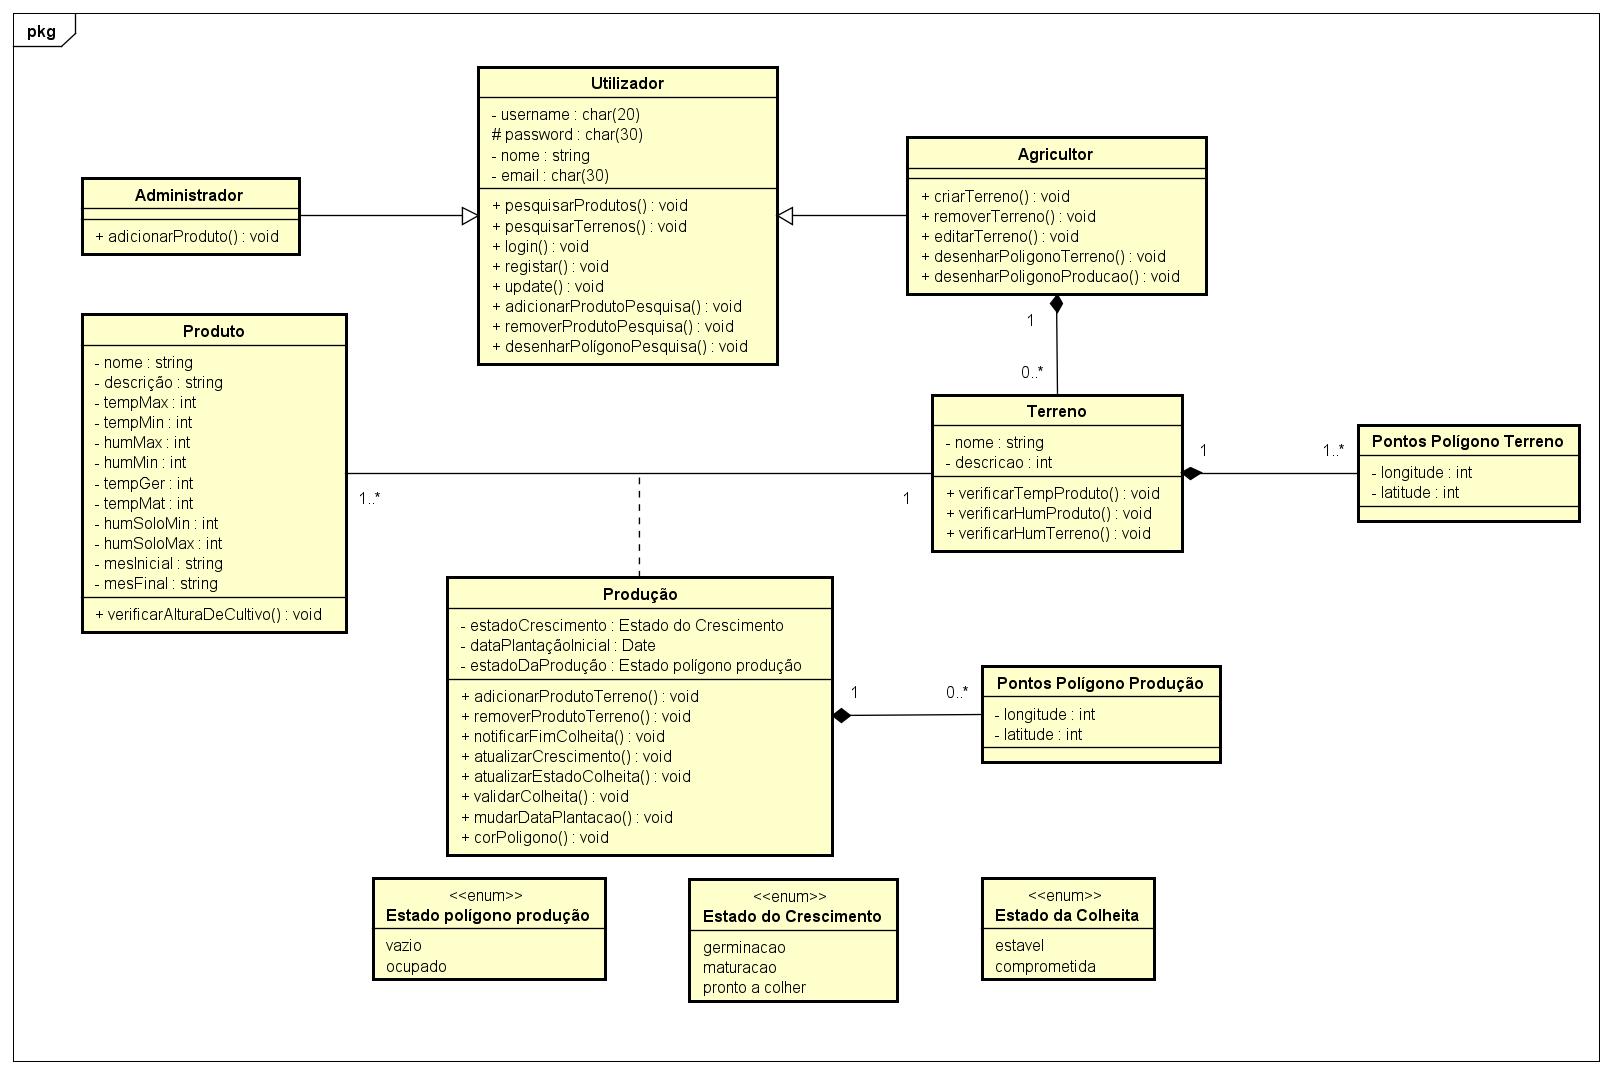 pkg
Utilizador
- username : char(20)
# password : char(30)
- nome : string
- email : char(30)
+ pesquisarProdutos() : void
+ pesquisarTerrenos() : void
+ login() : void
+ registar() : void
+ update() : void
+ adicionarProdutoPesquisa() : void
+ removerProdutoPesquisa() : void
+ desenharPolígonoPesquisa() : void
Administrador
+ adicionarProduto() : void
Agricultor
+ criarTerreno() : void
+ removerTerreno() : void
+ editarTerreno() : void
+ desenharPoligonoTerreno() : void
+ desenharPoligonoProducao() : void
1
0..*
Produto
- nome : string
- descrição : string
- tempMax : int
- tempMin : int
- humMax : int
- humMin : int
- tempGer : int
- tempMat : int
- humSoloMin : int
- humSoloMax : int
- mesInicial : string
- mesFinal : string
+ verificarAlturaDeCultivo() : void
1..*
1
Terreno
- nome : string
- descricao : int
+ verificarTempProduto() : void
+ verificarHumProduto() : void
+ verificarHumTerreno() : void
1
1..*
Pontos Polígono Terreno
- longitude : int
- latitude : int
Produção
- estadoCrescimento : Estado do Crescimento
- dataPlantaçãoInicial : Date
- estadoDaProdução : Estado polígono produção
+ adicionarProdutoTerreno() : void
+ removerProdutoTerreno() : void
+ notificarFimColheita() : void
+ atualizarCrescimento() : void
+ atualizarEstadoColheita() : void
+ validarColheita() : void
+ mudarDataPlantacao() : void
+ corPoligono() : void
1
0..*
Pontos Polígono Produção
- longitude : int
- latitude : int
<<enum>>
Estado polígono produção
vazio
ocupado
<<enum>>
Estado do Crescimento
germinacao
maturacao
pronto a colher
<<enum>>
Estado da Colheita
estavel
comprometida